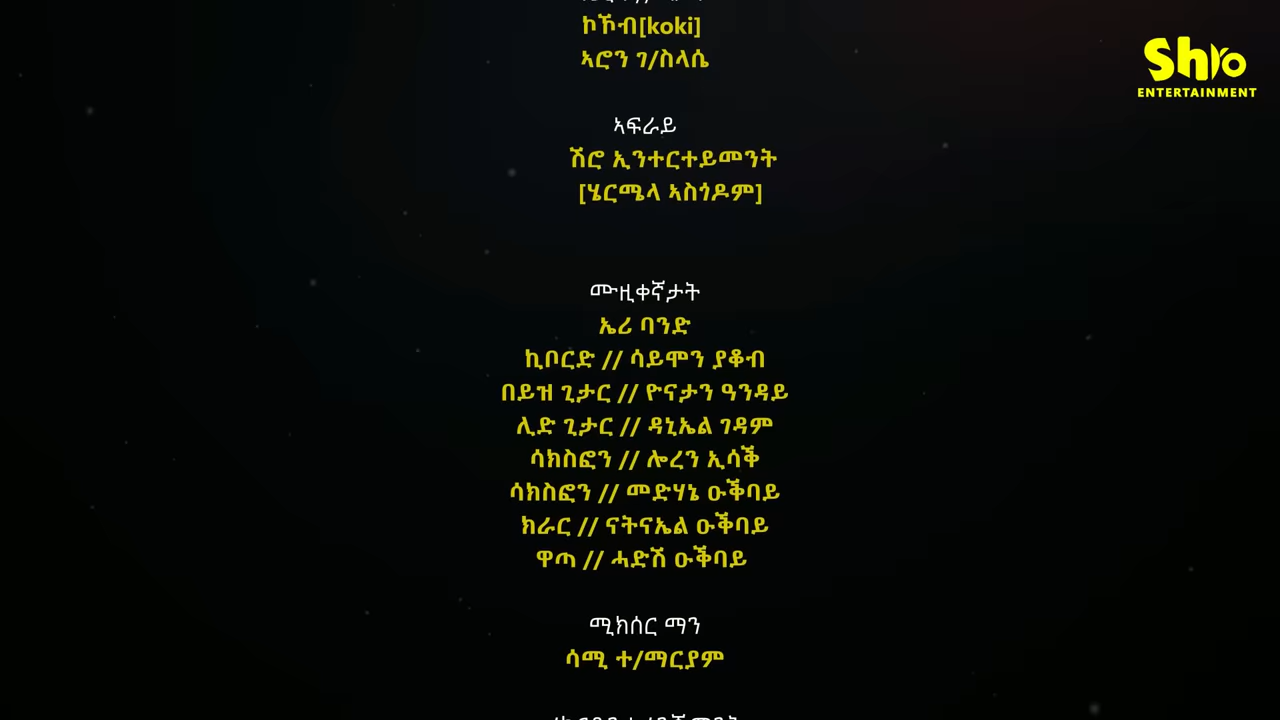 ኮኾብ[koki]
ኣሮን ገ/ስላሴ
Shro
ENTERTAINMENT
ኣፍራይ
ሽሮ ኢንተርተይመንት
[ሄርሜላ ኣስጎዶም]
ሙዚቀኛታት
ኤሪ ባንድ
ኪቦርድ // ሳይሞን ያቆብ
በይዝ ጊታር // ዮናታን ዓንዳይ
ሊድ ጊታር // ዳኒኤል ገዳም
ሳክስፎን // ሎረን ኢሳቕ
ሳክስፎን // መድሃኔ ዑቕባይ
ክራር // ናትናኤል ዑቕባይ
ዋጣ // ሓድሽ ዑቕባይ
ሚክሰር ማን
ሳሚ ተ/ማርያም